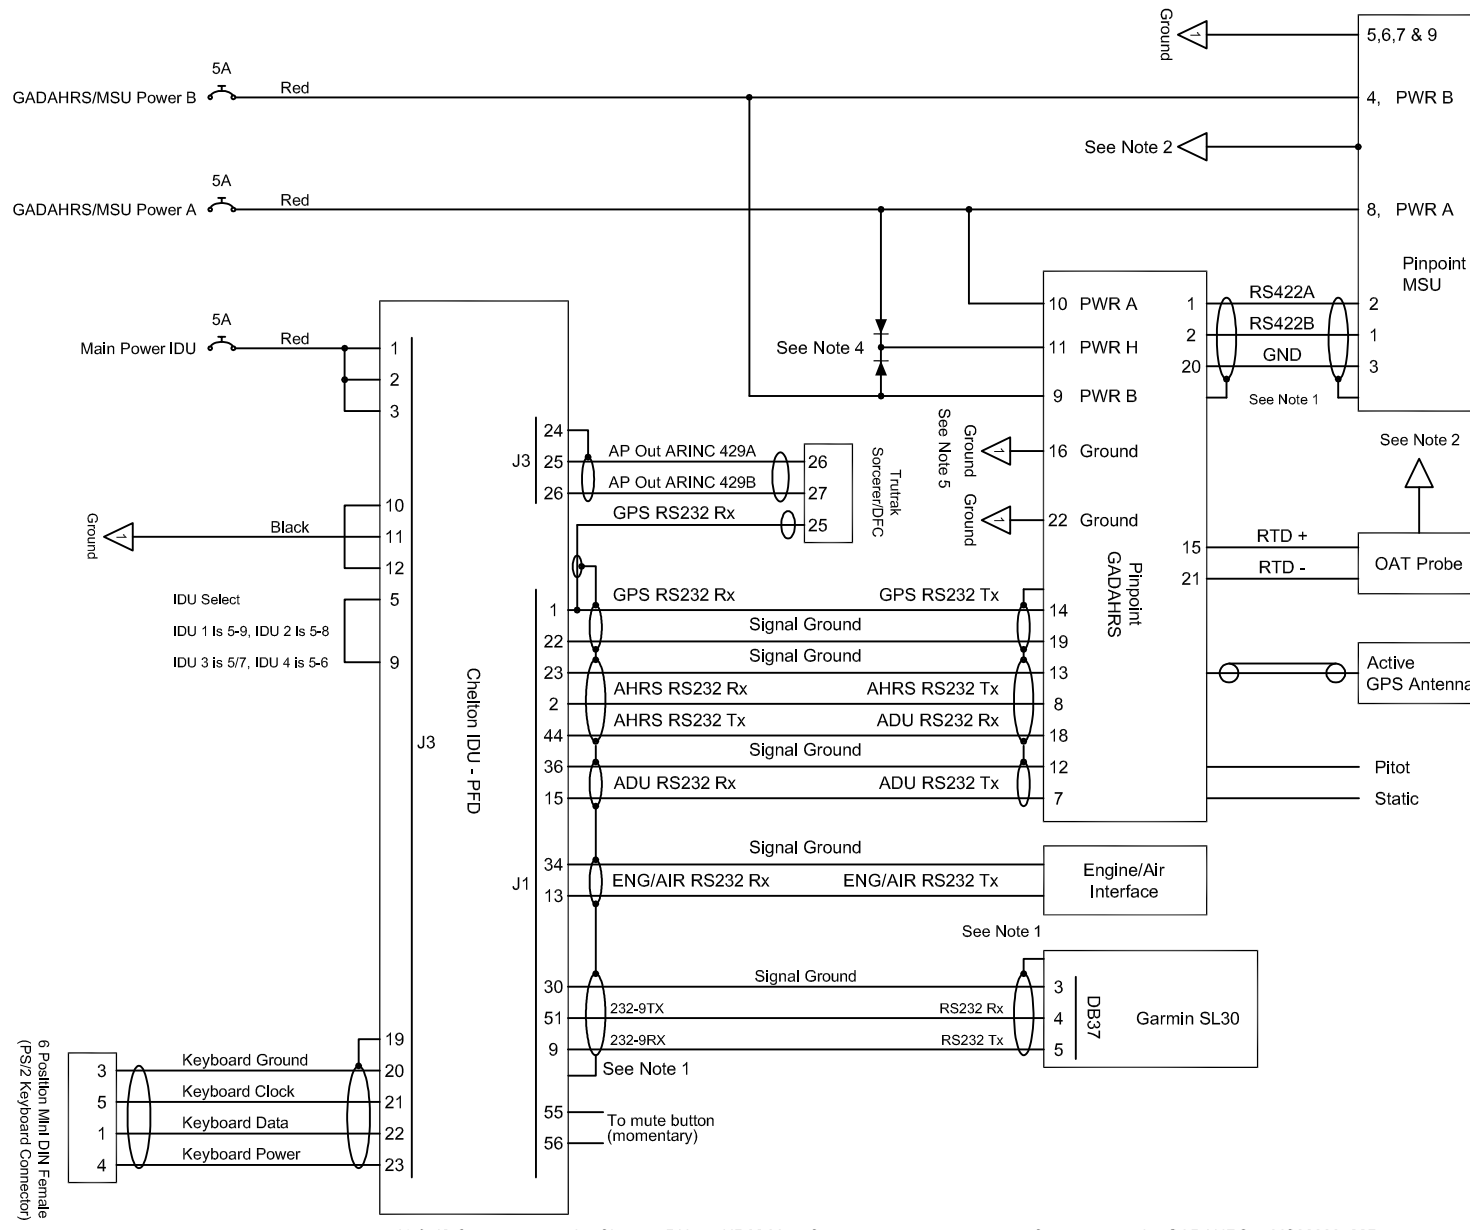 Ground
1
5,6,7 & 9
5A
GADAHRS/MSU Power B
Red
4, PWR B
See Note 2
5A
GADAHRS/MSU Power A
Red
8, PWR A
Pinpoint
MSU
5A
Main Power IDU
Red
1
2
3
10
11
12
5
9
Ground
1
Black
IDU Select
IDU 1 is 5-9, IDU 2 is 5-8
IDU 3 is 5/7, IDU 4 is 5-6
J3
Chelton IDU - PFD
19
20
21
22
23
6 Position Mini DIN Female
(PS/2 Keyboard Connector)
3
5
1
4
Keyboard Ground
Keyboard Clock
Keyboard Data
Keyboard Power
J3
24
25
26
AP Out ARINC 429A
AP Out ARINC 429B
GPS RS232 Rx
26
27
25
Trutrak
Sorcerer/DFC
See Note 4
10 PWR A
11 PWR H
9 PWR B
See Note 5
Ground
1
16 Ground
Ground
1
22 Ground
Pinpoint
GADAHRS
1
2
20
RS422A
RS422B
GND
2
1
3
See Note 1
See Note 2
15
21
RTD +
RTD -
OAT Probe
Active
GPS Antenna
Pitot
Static
J1
1
GPS RS232 Rx
GPS RS232 Tx
14
22
Signal Ground
19
23
Signal Ground
13
2
AHRS RS232 Rx
AHRS RS232 Tx
8
44
AHRS RS232 Tx
ADU RS232 Rx
18
36
Signal Ground
12
15
ADU RS232 Rx
ADU RS232 Tx
7
34
Signal Ground
13
ENG/AIR RS232 Rx
ENG/AIR RS232 Tx
Engine/Air
Interface
See Note 1
30
Signal Ground
3
51
232-9TX
RS232 Rx
4
9
232-9RX
RS232 Tx
5
DB37
Garmin SL30
See Note 1
55
56
To mute button
(momentary)